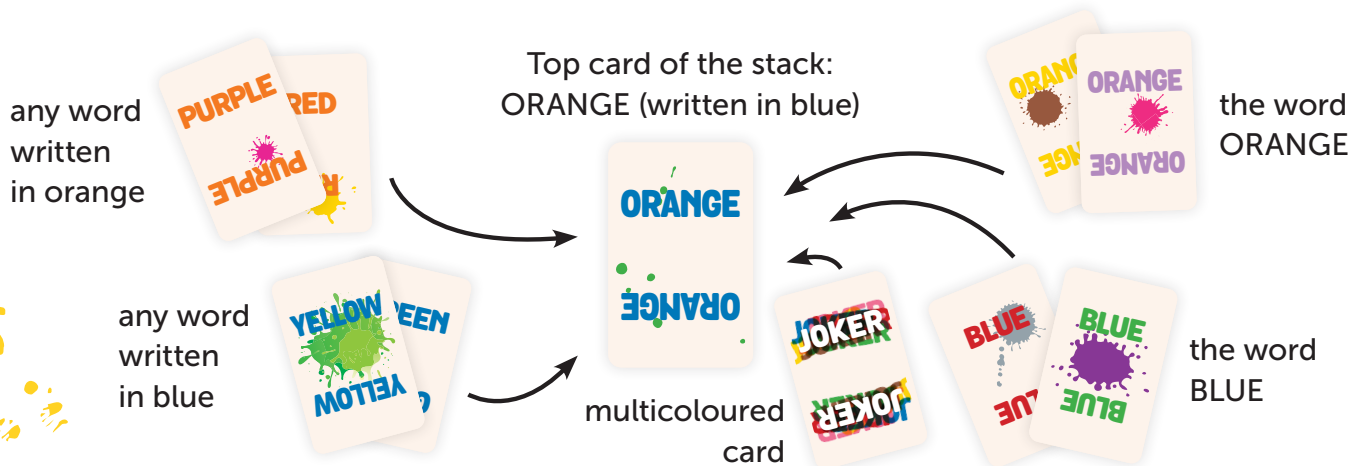 Top card of the stack:
ORANGE (written in blue)
any word
written
in orange
PURPLE
PURPLE
RED
ORANGE
ORANGE
ORANGE
ORANGE
the word
ORANGE
any word
written
in blue
YELLOW
YELLOW
EEN
multicoloured
card
JOKER
JOKER
BLUE
BLUE
BLUE
the word
BLUE